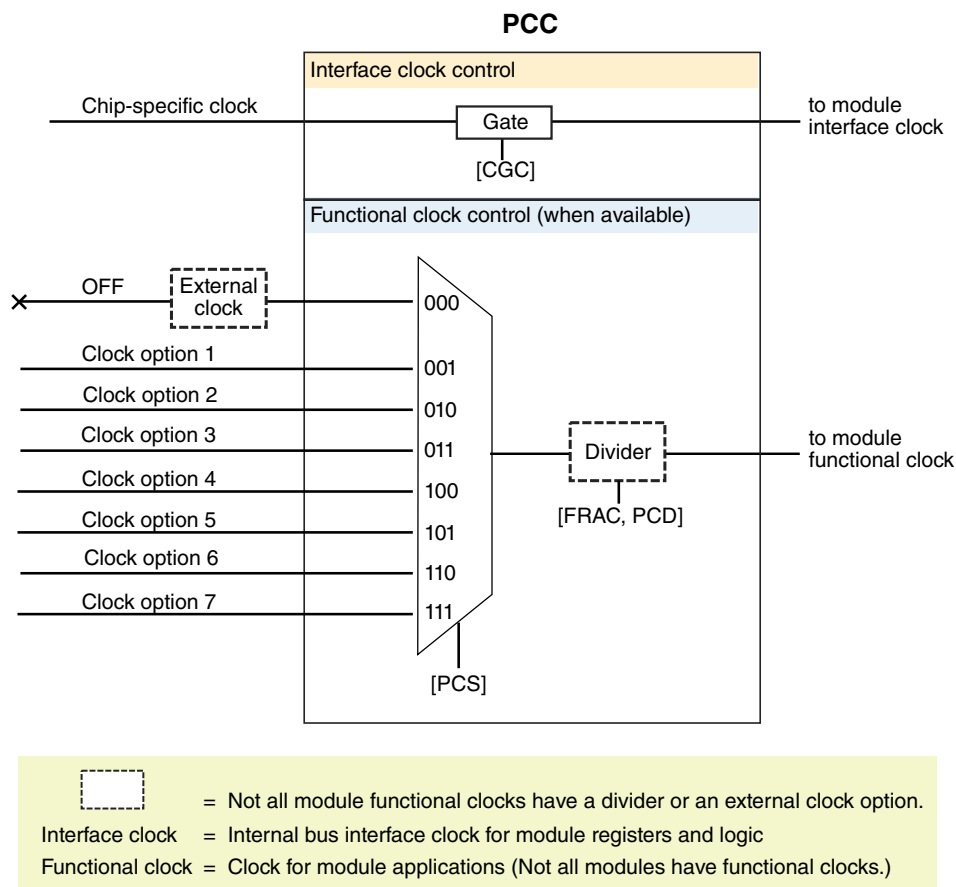 PCC
Interface clock control
Chip-specific clock
Gate
to module
interface clock
[CGC]
Functional clock control (when available)
OFF
External
clock
000
Clock option 1
001
Clock option 2
010
Clock option 3
011
Clock option 4
100
Clock option 5
101
Clock option 6
110
Clock option 7
111
Divider
to module
functional clock
[FRAC, PCD]
[PCS]
= Not all module functional clocks have a divider or an external clock option.
Interface clock = Internal bus interface clock for module registers and logic
Functional clock = Clock for module applications (Not all modules have functional clocks.)